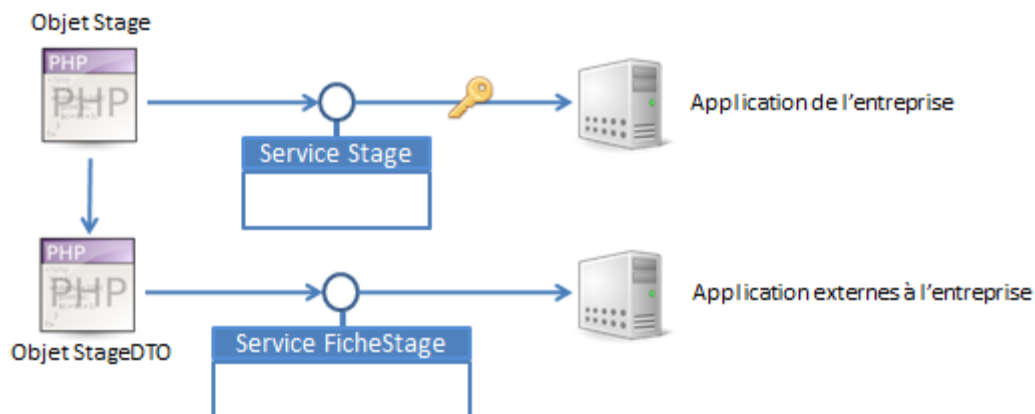 Objet Stage
PHP
PHP
Service Stage
Application de l'entreprise
PHP
PHP
Objet StageDTO
Service FicheStage
Application externes à l'entreprise